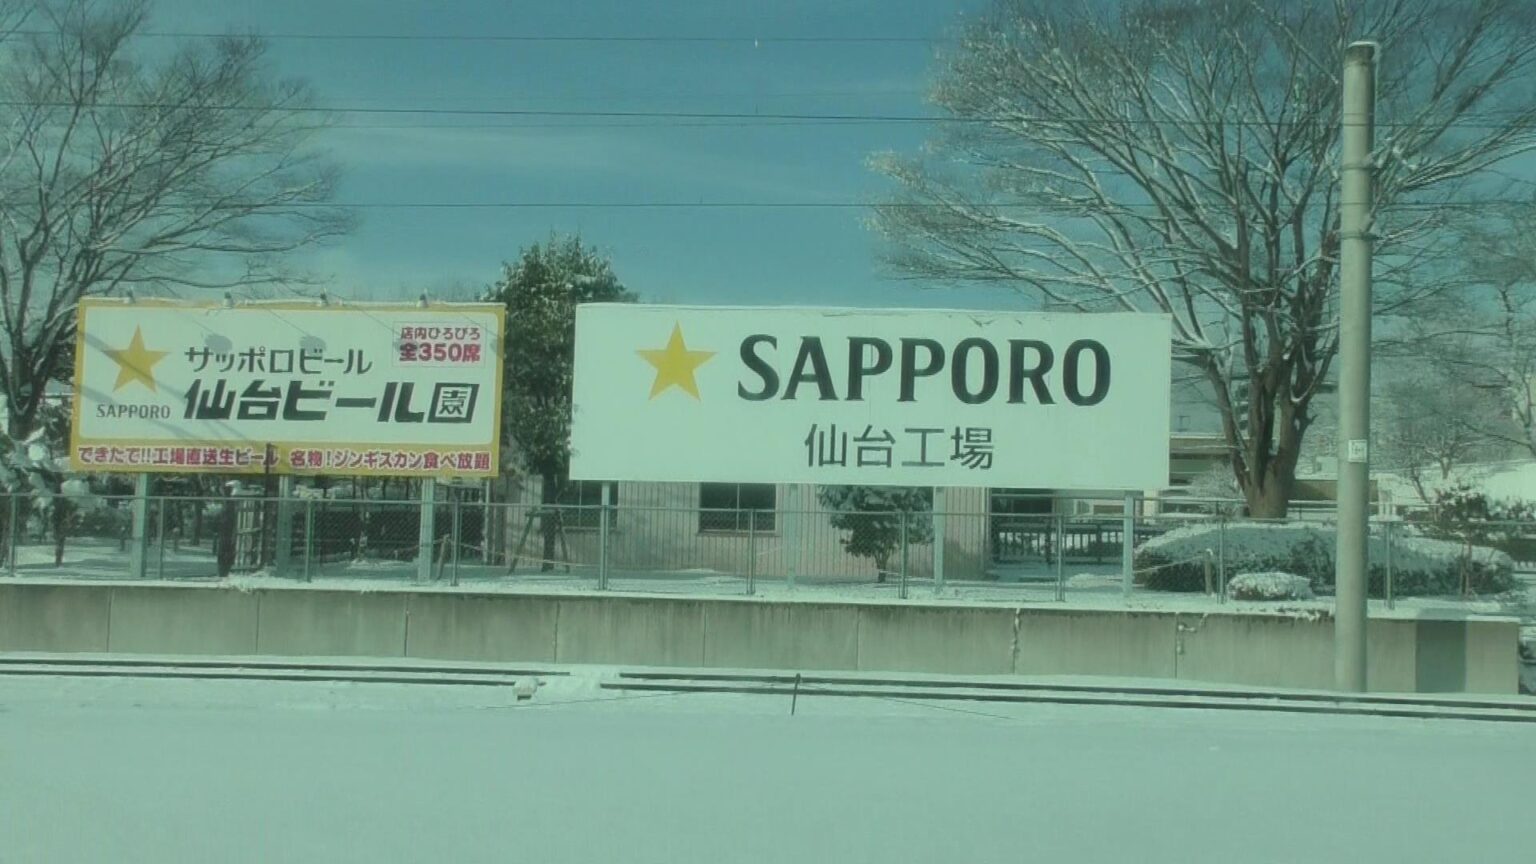 サッポロビール
仙台ビール園
SAPPORO
店内ひろびろ
全350席
できたて!!工場直送生ビール 名物!ジンギスカン食べ放題
SAPPORO
仙台工場